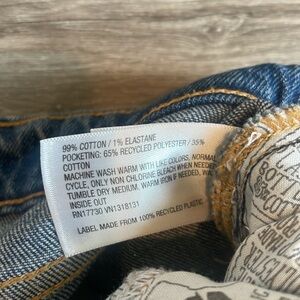 99% COTTON / 1% ELASTANE
POCKETING: 65% RECYCLED POLYESTER / 35%
COTTON
MACHINE WASH WARM WITH LIKE COLORS, NORMAL
CYCLE, ONLY NON CHLORINE BLEACH WHEN NEEDED
TUMBLE DRY MEDIUM, WARM IRON IF NEEDED, WA
INSIDE OUT
RN17730 VN1318131
LABEL MADE FROM 100% RECYCLED PLASTIC